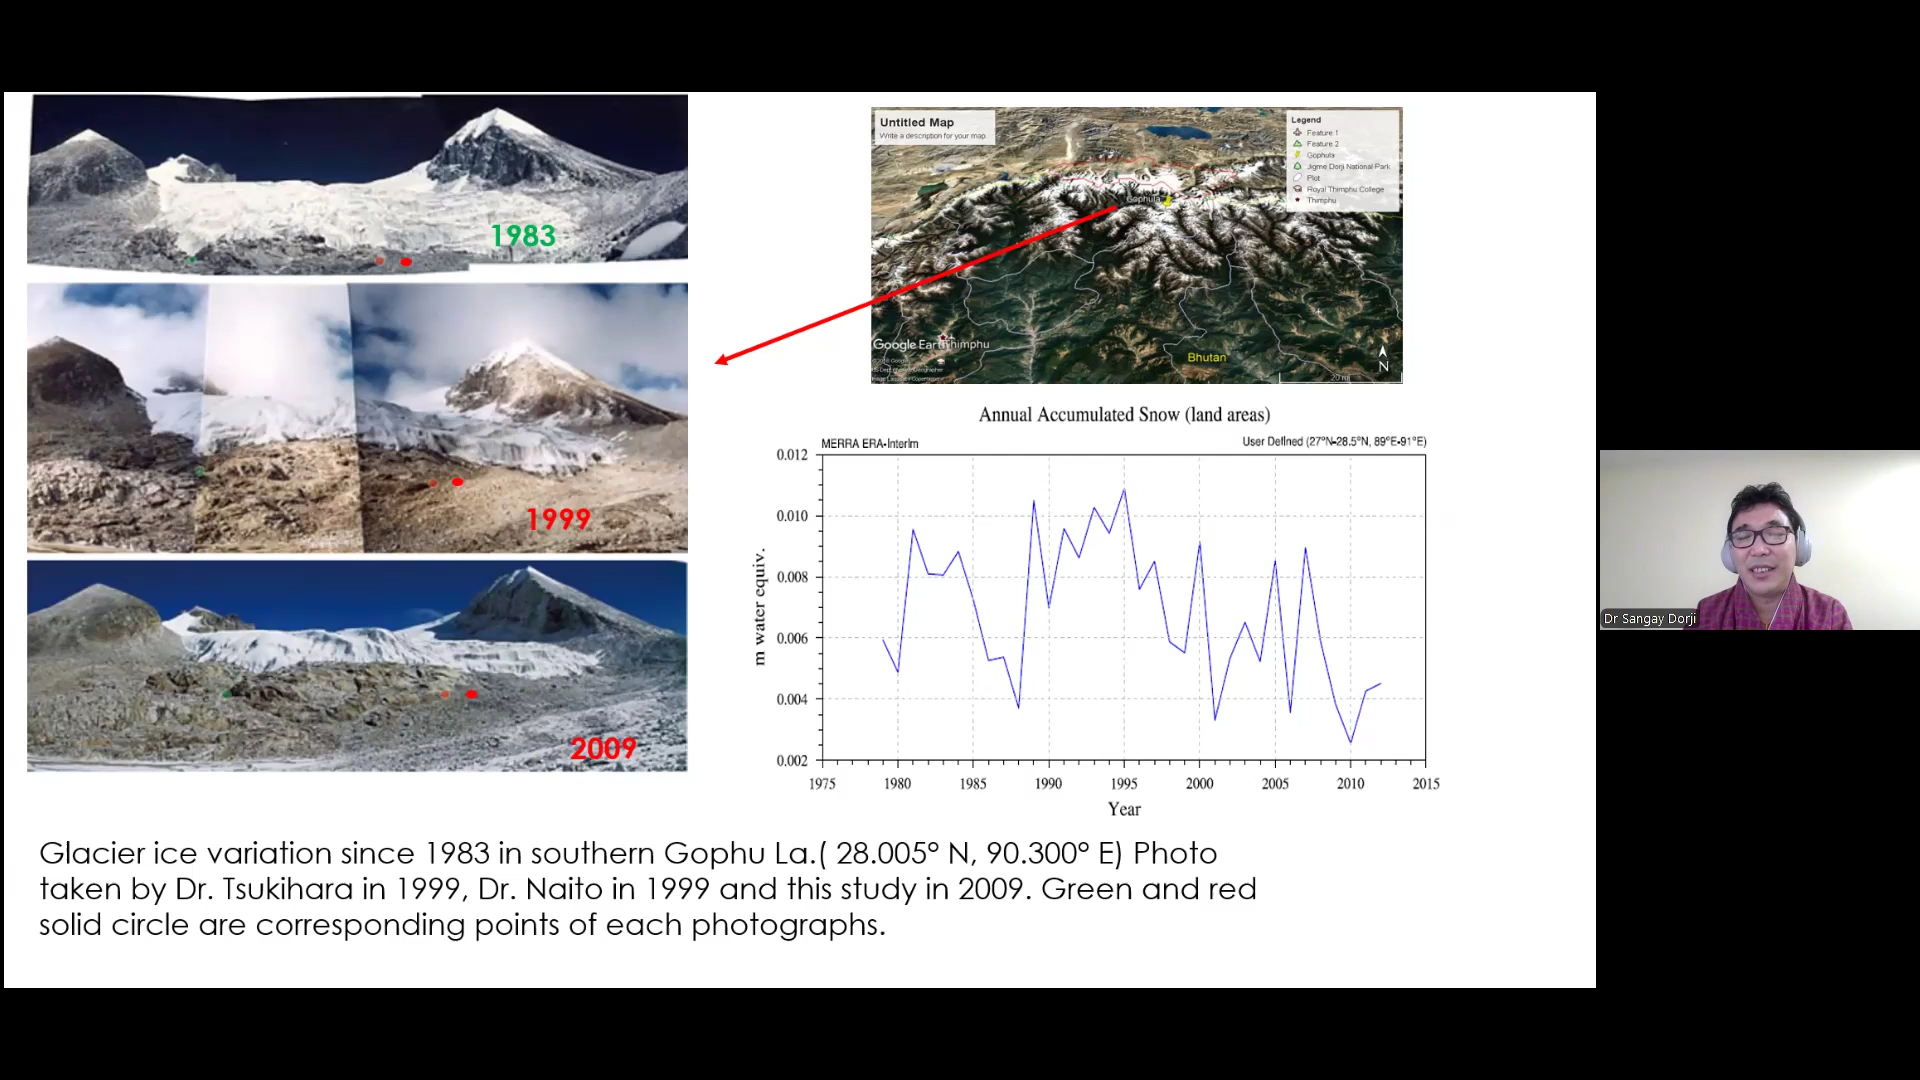 1983
1999
2009
Untitled Map
Write a description for your map.
Legend
Feature 1
Feature 2
Gophula
Jigme Dorji National Park
Plot
Royal Thimphu College
Thimphu
Gophula
Google Earth
Thimphu
Bhutan
N
Annual Accumulated Snow (land areas)
MERRA ERA-Interim
User Defined (27°N-28.5°N, 89°E-91°E)
0.012
0.010
0.008
0.006
0.004
0.002
m water equiv.
1975 1980 1985 1990 1995 2000 2005 2010 2015
Year
Glacier ice variation since 1983 in southern Gophu La.( 28.005° N, 90.300° E) Photo
taken by Dr. Tsukihara in 1999, Dr. Naito in 1999 and this study in 2009. Green and red
solid circle are corresponding points of each photographs.
Dr Sangay Dorji